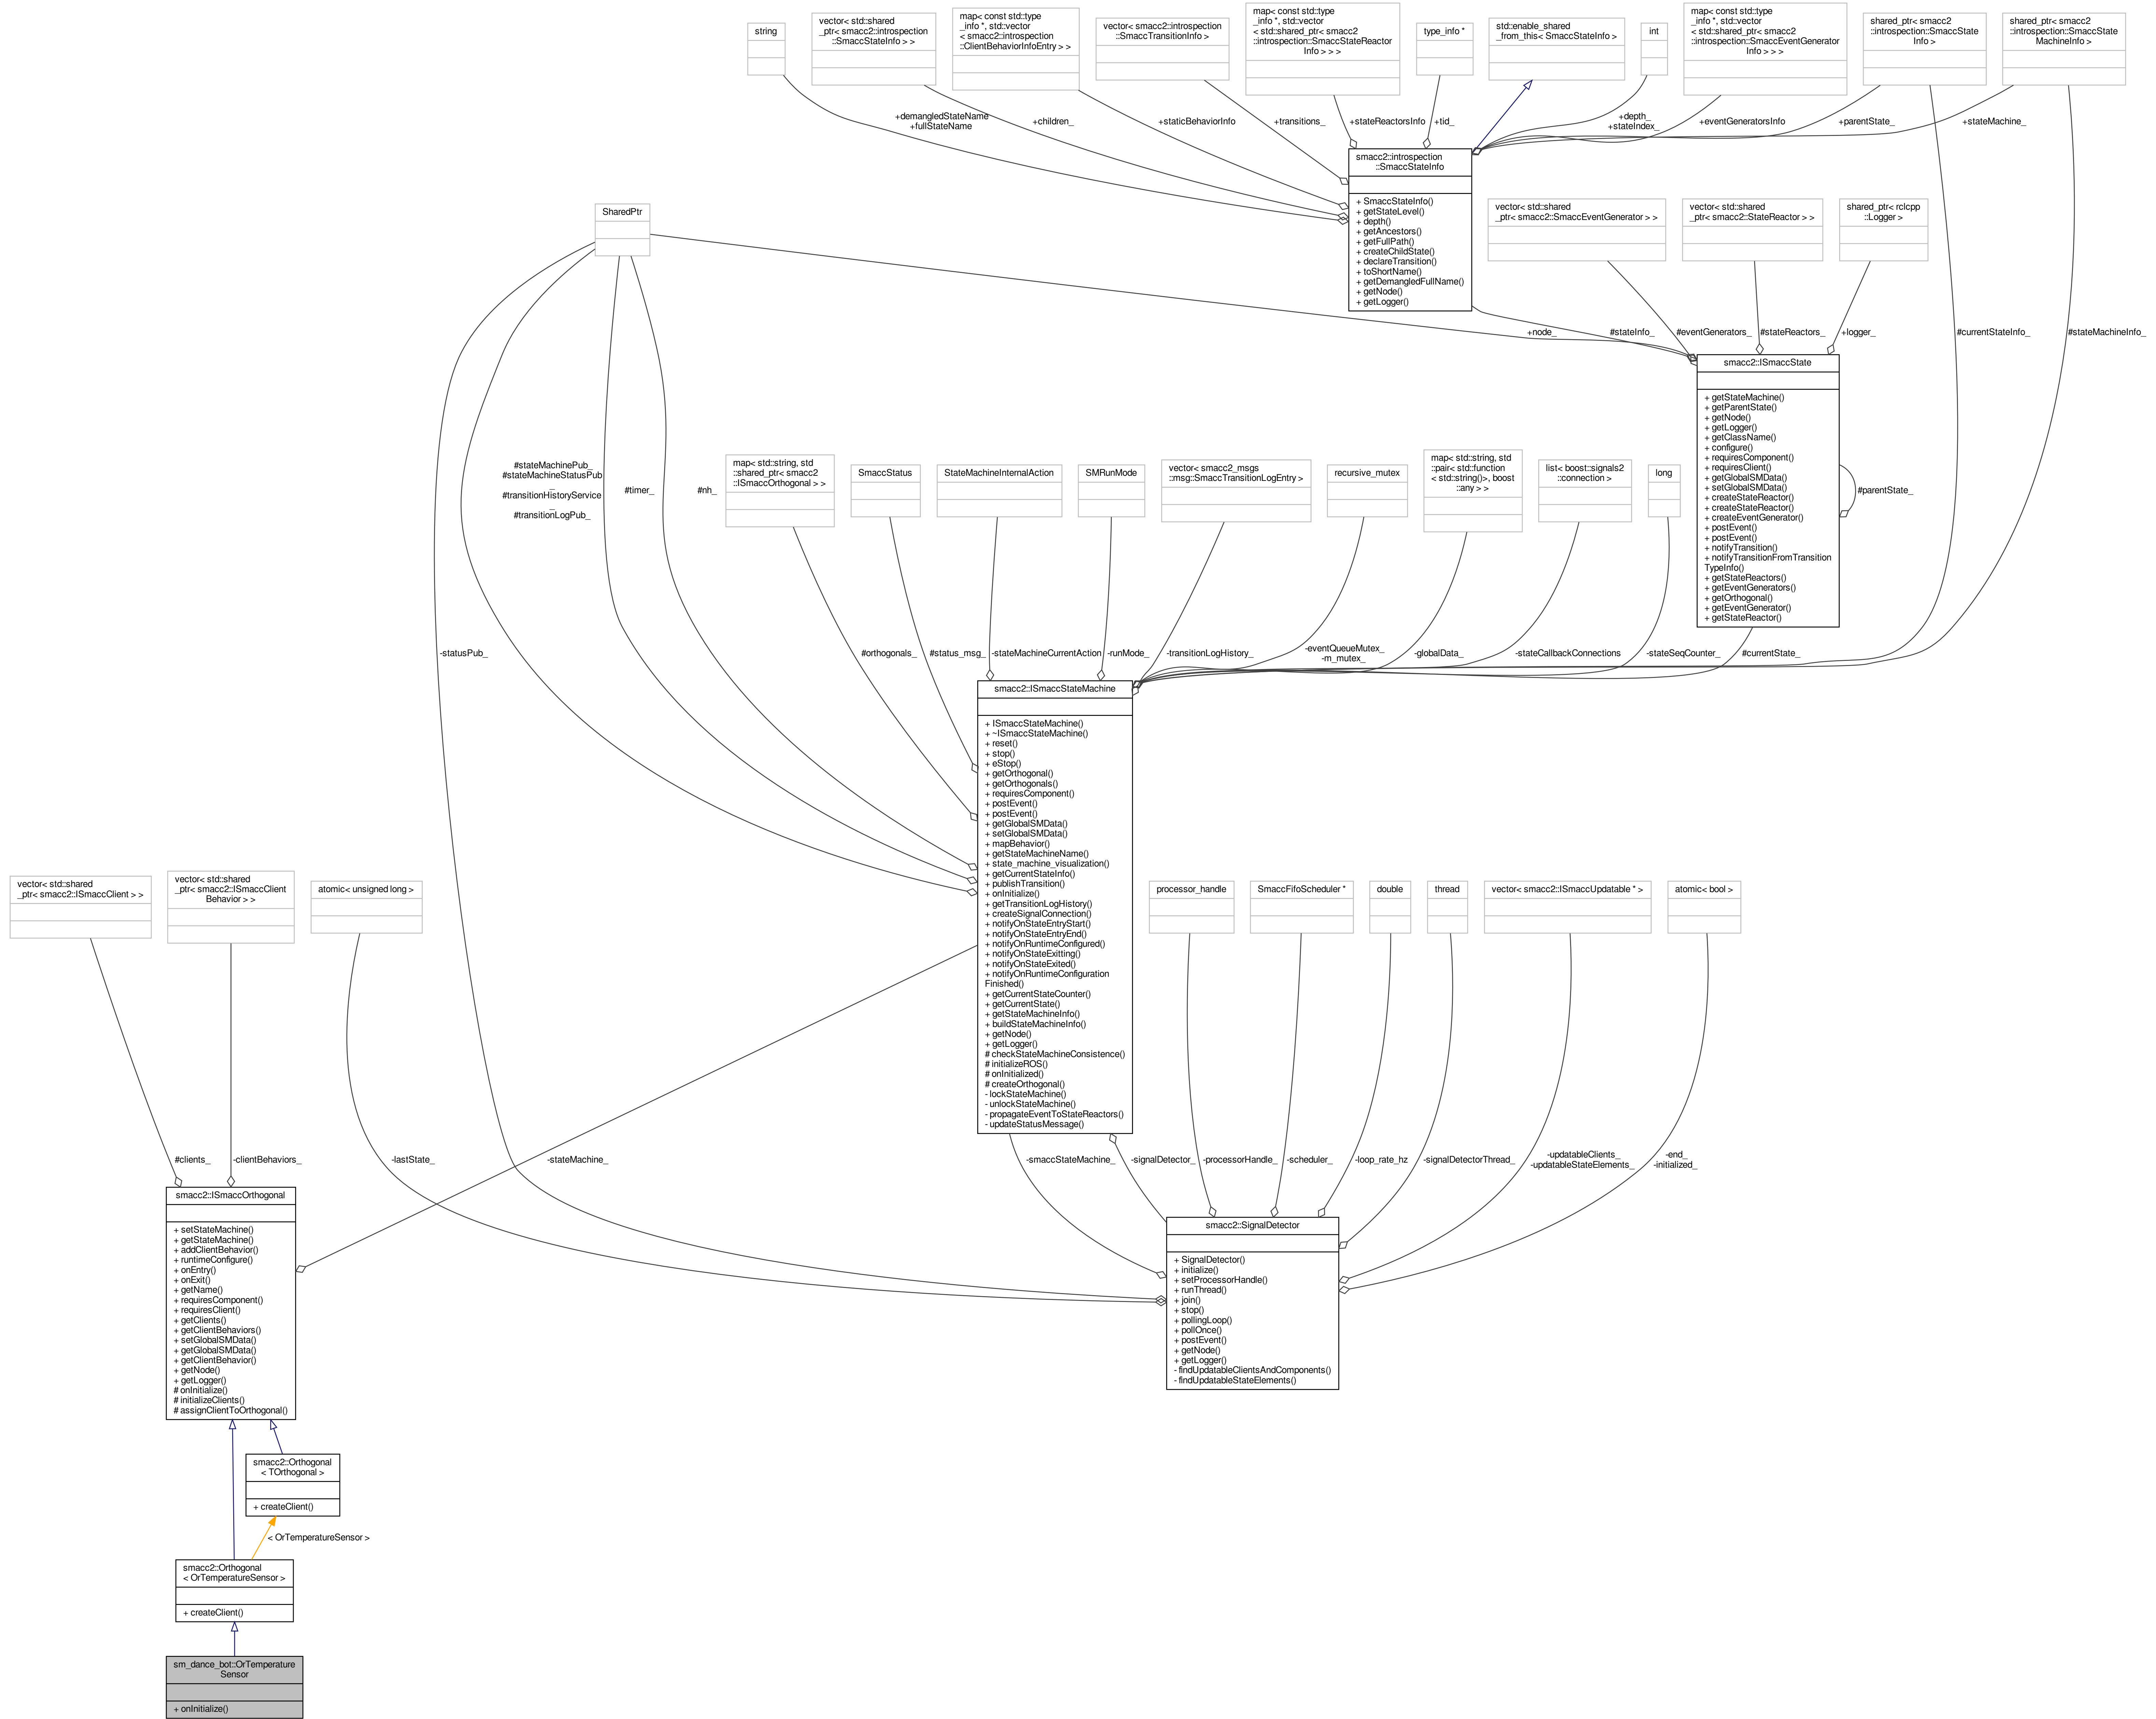 string
vector< std::shared
_ptr< smacc2::introspection
::SmaccStateInfo > >
map< const std::type
_info *, std::vector
< smacc2::introspection
::ClientBehaviorInfoEntry > >
vector< smacc2::introspection
::SmaccTransitionInfo >
map< const std::type
_info *, std::vector
< std::shared_ptr< smacc2
::introspection::SmaccStateReactor
Info > > >
type_info *
std::enable_shared
_from_this< SmaccStateInfo >
int
map< const std::type
_info *, std::vector
< std::shared_ptr< smacc2
::introspection::SmaccEventGenerator
Info > > >
shared_ptr< smacc2
::introspection::SmaccState
Info >
shared_ptr< smacc2
::introspection::SmaccState
MachineInfo >
+demangledStateName
+fullStateName
+children_
+staticBehaviorInfo
+transitions_
+stateReactorsInfo
+tid_
+depth_
+stateIndex_
+eventGeneratorsInfo
+parentState_
+stateMachine_
smacc2::introspection
::SmaccStateInfo
+ SmaccStateInfo()
+ getStateLevel()
+ depth()
+ getAncestors()
+ getFullPath()
+ createChildState()
+ declareTransition()
+ toShortName()
+ getDemangledFullName()
+ getNode()
+ getLogger()
SharedPtr
vector< std::shared
_ptr< smacc2::SmaccEventGenerator > >
vector< std::shared
_ptr< smacc2::StateReactor > >
shared_ptr< rclcpp
::Logger >
+node_
#stateInfo_
#eventGenerators_
#stateReactors_
+logger_
#currentStateInfo_
#stateMachineInfo_
smacc2::ISmaccState
+ getStateMachine()
+ getParentState()
+ getNode()
+ getLogger()
+ getClassName()
+ configure()
+ requiresComponent()
+ requiresClient()
+ getGlobalSMData()
+ setGlobalSMData()
+ createStateReactor()
+ createStateReactor()
+ createEventGenerator()
+ postEvent()
+ postEvent()
+ notifyTransition()
+ notifyTransitionFromTransition
TypeInfo()
+ getStateReactors()
+ getEventGenerators()
+ getOrthogonal()
+ getEventGenerator()
+ getStateReactor()
#parentState_
#stateMachinePub_
#stateMachineStatusPub
_
#transitionHistoryService
_
#transitionLogPub_
#timer_
#nh_
map< std::string, std
::shared_ptr< smacc2
::ISmaccOrthogonal > >
SmaccStatus
StateMachineInternalAction
SMRunMode
vector< smacc2_msgs
::msg::SmaccTransitionLogEntry >
recursive_mutex
map< std::string, std
::pair< std::function
< std::string()>, boost
::any > >
list< boost::signals2
::connection >
long
-statusPub_
#orthogonals_
#status_msg_
-stateMachineCurrentAction
-runMode_
-transitionLogHistory_
-eventQueueMutex_
-m_mutex_
-globalData_
-stateCallbackConnections
-stateSeqCounter_
#currentState_
smacc2::ISmaccStateMachine
+ ISmaccStateMachine()
+ ~ISmaccStateMachine()
+ reset()
+ stop()
+ eStop()
+ getOrthogonal()
+ getOrthogonals()
+ requiresComponent()
+ postEvent()
+ postEvent()
+ getGlobalSMData()
+ setGlobalSMData()
+ mapBehavior()
+ getStateMachineName()
+ state_machine_visualization()
+ getCurrentStateInfo()
+ publishTransition()
+ onInitialize()
+ getTransitionLogHistory()
+ createSignalConnection()
+ notifyOnStateEntryStart()
+ notifyOnStateEntryEnd()
+ notifyOnRuntimeConfigured()
+ notifyOnStateExitting()
+ notifyOnStateExited()
+ notifyOnRuntimeConfiguration
Finished()
+ getCurrentStateCounter()
+ getCurrentState()
+ getStateMachineInfo()
+ buildStateMachineInfo()
+ getNode()
+ getLogger()
# checkStateMachineConsistence()
# initializeROS()
# onInitialized()
# createOrthogonal()
- lockStateMachine()
- unlockStateMachine()
- propagateEventToStateReactors()
- updateStatusMessage()
vector< std::shared
_ptr< smacc2::ISmaccClient > >
vector< std::shared
_ptr< smacc2::ISmaccClient
Behavior > >
atomic< unsigned long >
processor_handle
SmaccFifoScheduler *
double
thread
vector< smacc2::ISmaccUpdatable * >
atomic< bool >
#clients_
-clientBehaviors_
-lastState_
-stateMachine_
-smaccStateMachine_
-signalDetector_
-processorHandle_
-scheduler_
-loop_rate_hz
-signalDetectorThread_
-updatableClients_
-updatableStateElements_
-end_
-initialized_
smacc2::ISmaccOrthogonal
+ setStateMachine()
+ getStateMachine()
+ addClientBehavior()
+ runtimeConfigure()
+ onEntry()
+ onExit()
+ getName()
+ requiresComponent()
+ requiresClient()
+ getClients()
+ getClientBehaviors()
+ setGlobalSMData()
+ getGlobalSMData()
+ getClientBehavior()
+ getNode()
+ getLogger()
# onInitialize()
# initializeClients()
# assignClientToOrthogonal()
smacc2::SignalDetector
+ SignalDetector()
+ initialize()
+ setProcessorHandle()
+ runThread()
+ join()
+ stop()
+ pollingLoop()
+ pollOnce()
+ postEvent()
+ getNode()
+ getLogger()
- findUpdatableClientsAndComponents()
- findUpdatableStateElements()
smacc2::Orthogonal
< TOrthogonal >
+ createClient()
< OrTemperatureSensor >
smacc2::Orthogonal
< OrTemperatureSensor >
+ createClient()
sm_dance_bot::OrTemperature
Sensor
+ onInitialize()